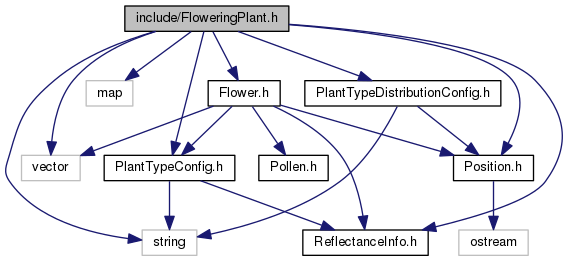 include/FloweringPlant.h
map
Flower.h
PlantTypeDistributionConfig.h
vector
PlantTypeConfig.h
Pollen.h
Position.h
string
ReflectanceInfo.h
ostream